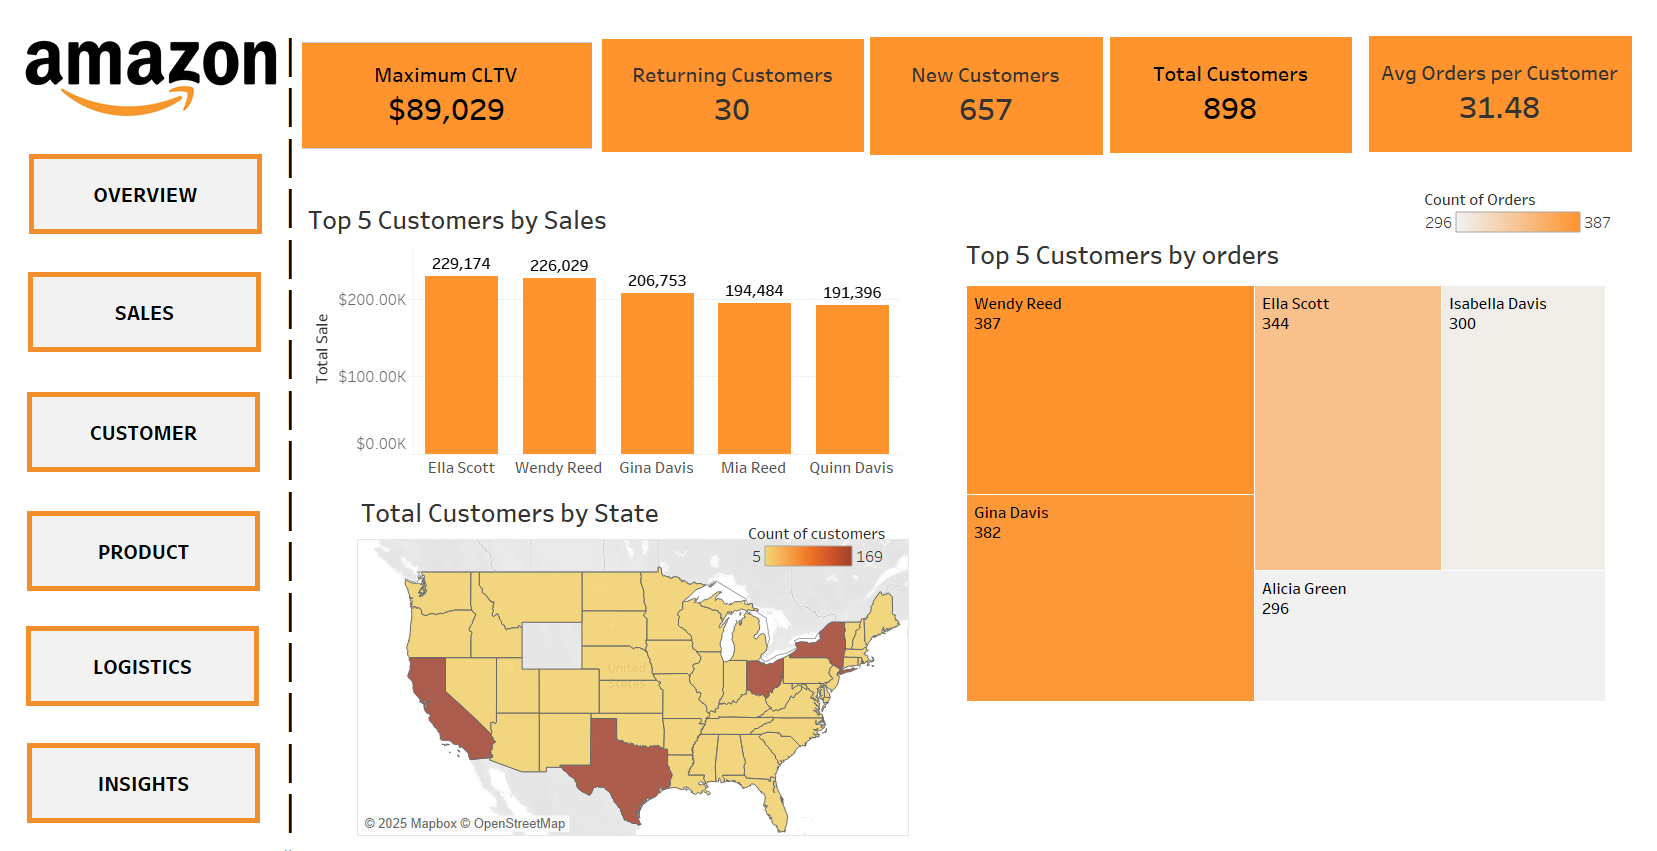 amazon
OVERVIEW
SALES
CUSTOMER
PRODUCT
LOGISTICS
INSIGHTS
Maximum CLTV
$89,029
Returning Customers
30
New Customers
657
Total Customers
898
Avg Orders per Customer
31.48
Top 5 Customers by Sales
Total Sale
$200.00K
$100.00K
$0.00K
229,174
226,029
206,753
194,484
191,396
Ella Scott
Wendy Reed
Gina Davis
Mia Reed
Quinn Davis
Total Customers by State
Count of customers
5
169
United
States
© 2025 Mapbox © OpenStreetMap
Count of Orders
296
387
Top 5 Customers by orders
Wendy Reed
387
Gina Davis
382
Ella Scott
344
Isabella Davis
300
Alicia Green
296